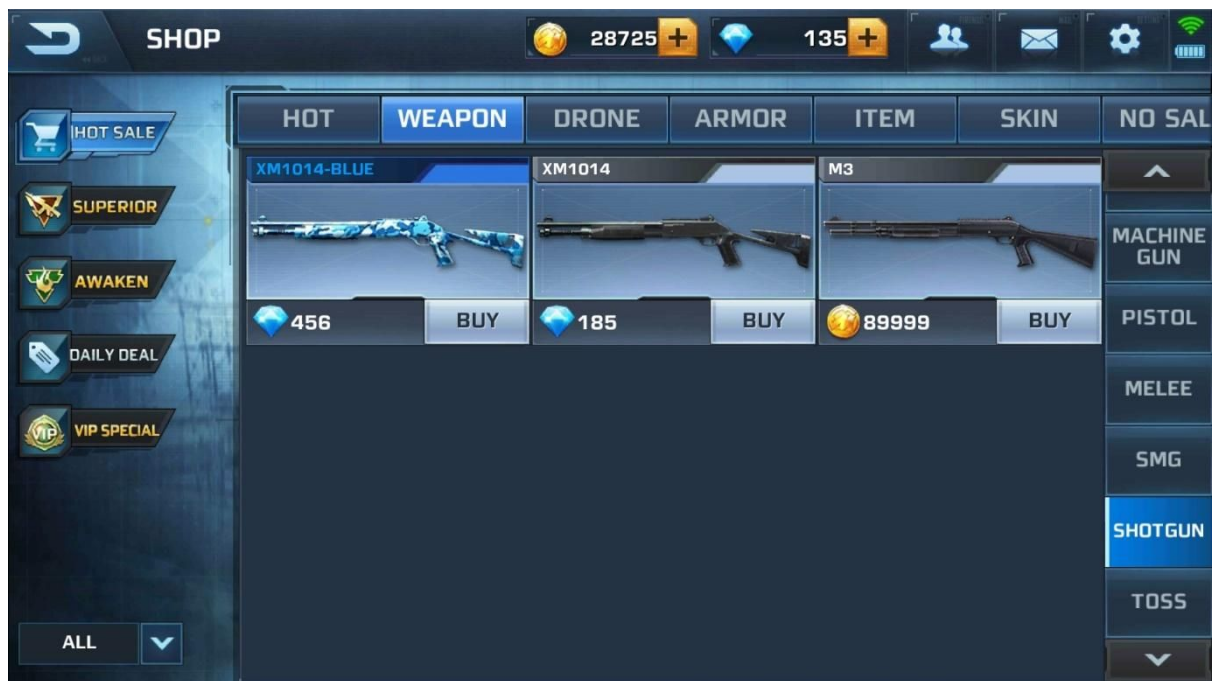 SHOP
28725
135
HOT SALE
SUPERIOR
AWAKEN
DAILY DEAL
VIP
VIP SPECIAL
ALL
HOT
WEAPON
DRONE
ARMOR
ITEM
SKIN
NO SAL
XM1014-BLUE
XM1014
M3
456
BUY
185
BUY
89999
BUY
MACHINE
GUN
PISTOL
MELEE
SMG
SHOTGUN
TOSS